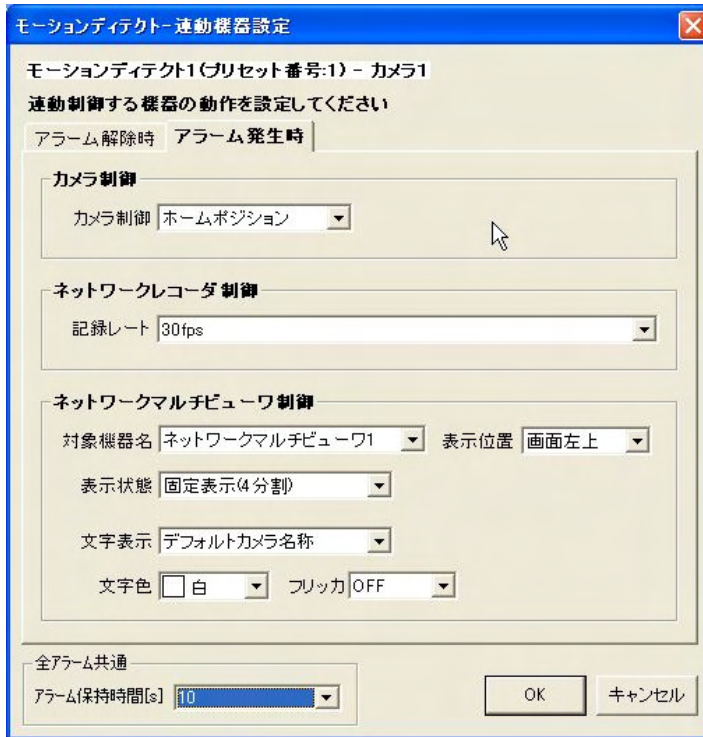 モーションディテクト-連動機器設定
モーションディテクト1(プリセット番号:1) - カメラ1
連動制御する機器の動作を設定してください
アラーム解除時 アラーム発生時
カメラ制御
カメラ制御 ホームポジション
ネットワークレコーダ制御
記録レート 30fps
ネットワークマルチビューワ制御
対象機器名 ネットワークマルチビューワ1 表示位置 画面左上
表示状態 固定表示(4分割)
文字表示 デフォルトカメラ名称
文字色 白 フリッカ OFF
全アラーム共通
アラーム保持時間[s] 10
OK キャンセル